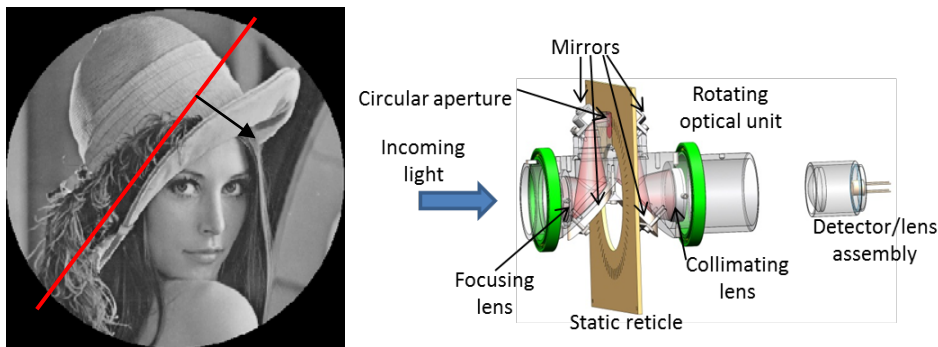 Mirrors
Circular aperture
Rotating
optical unit
Incoming
light
Focusing
lens
Static reticle
Collimating
lens
Detector/lens
assembly